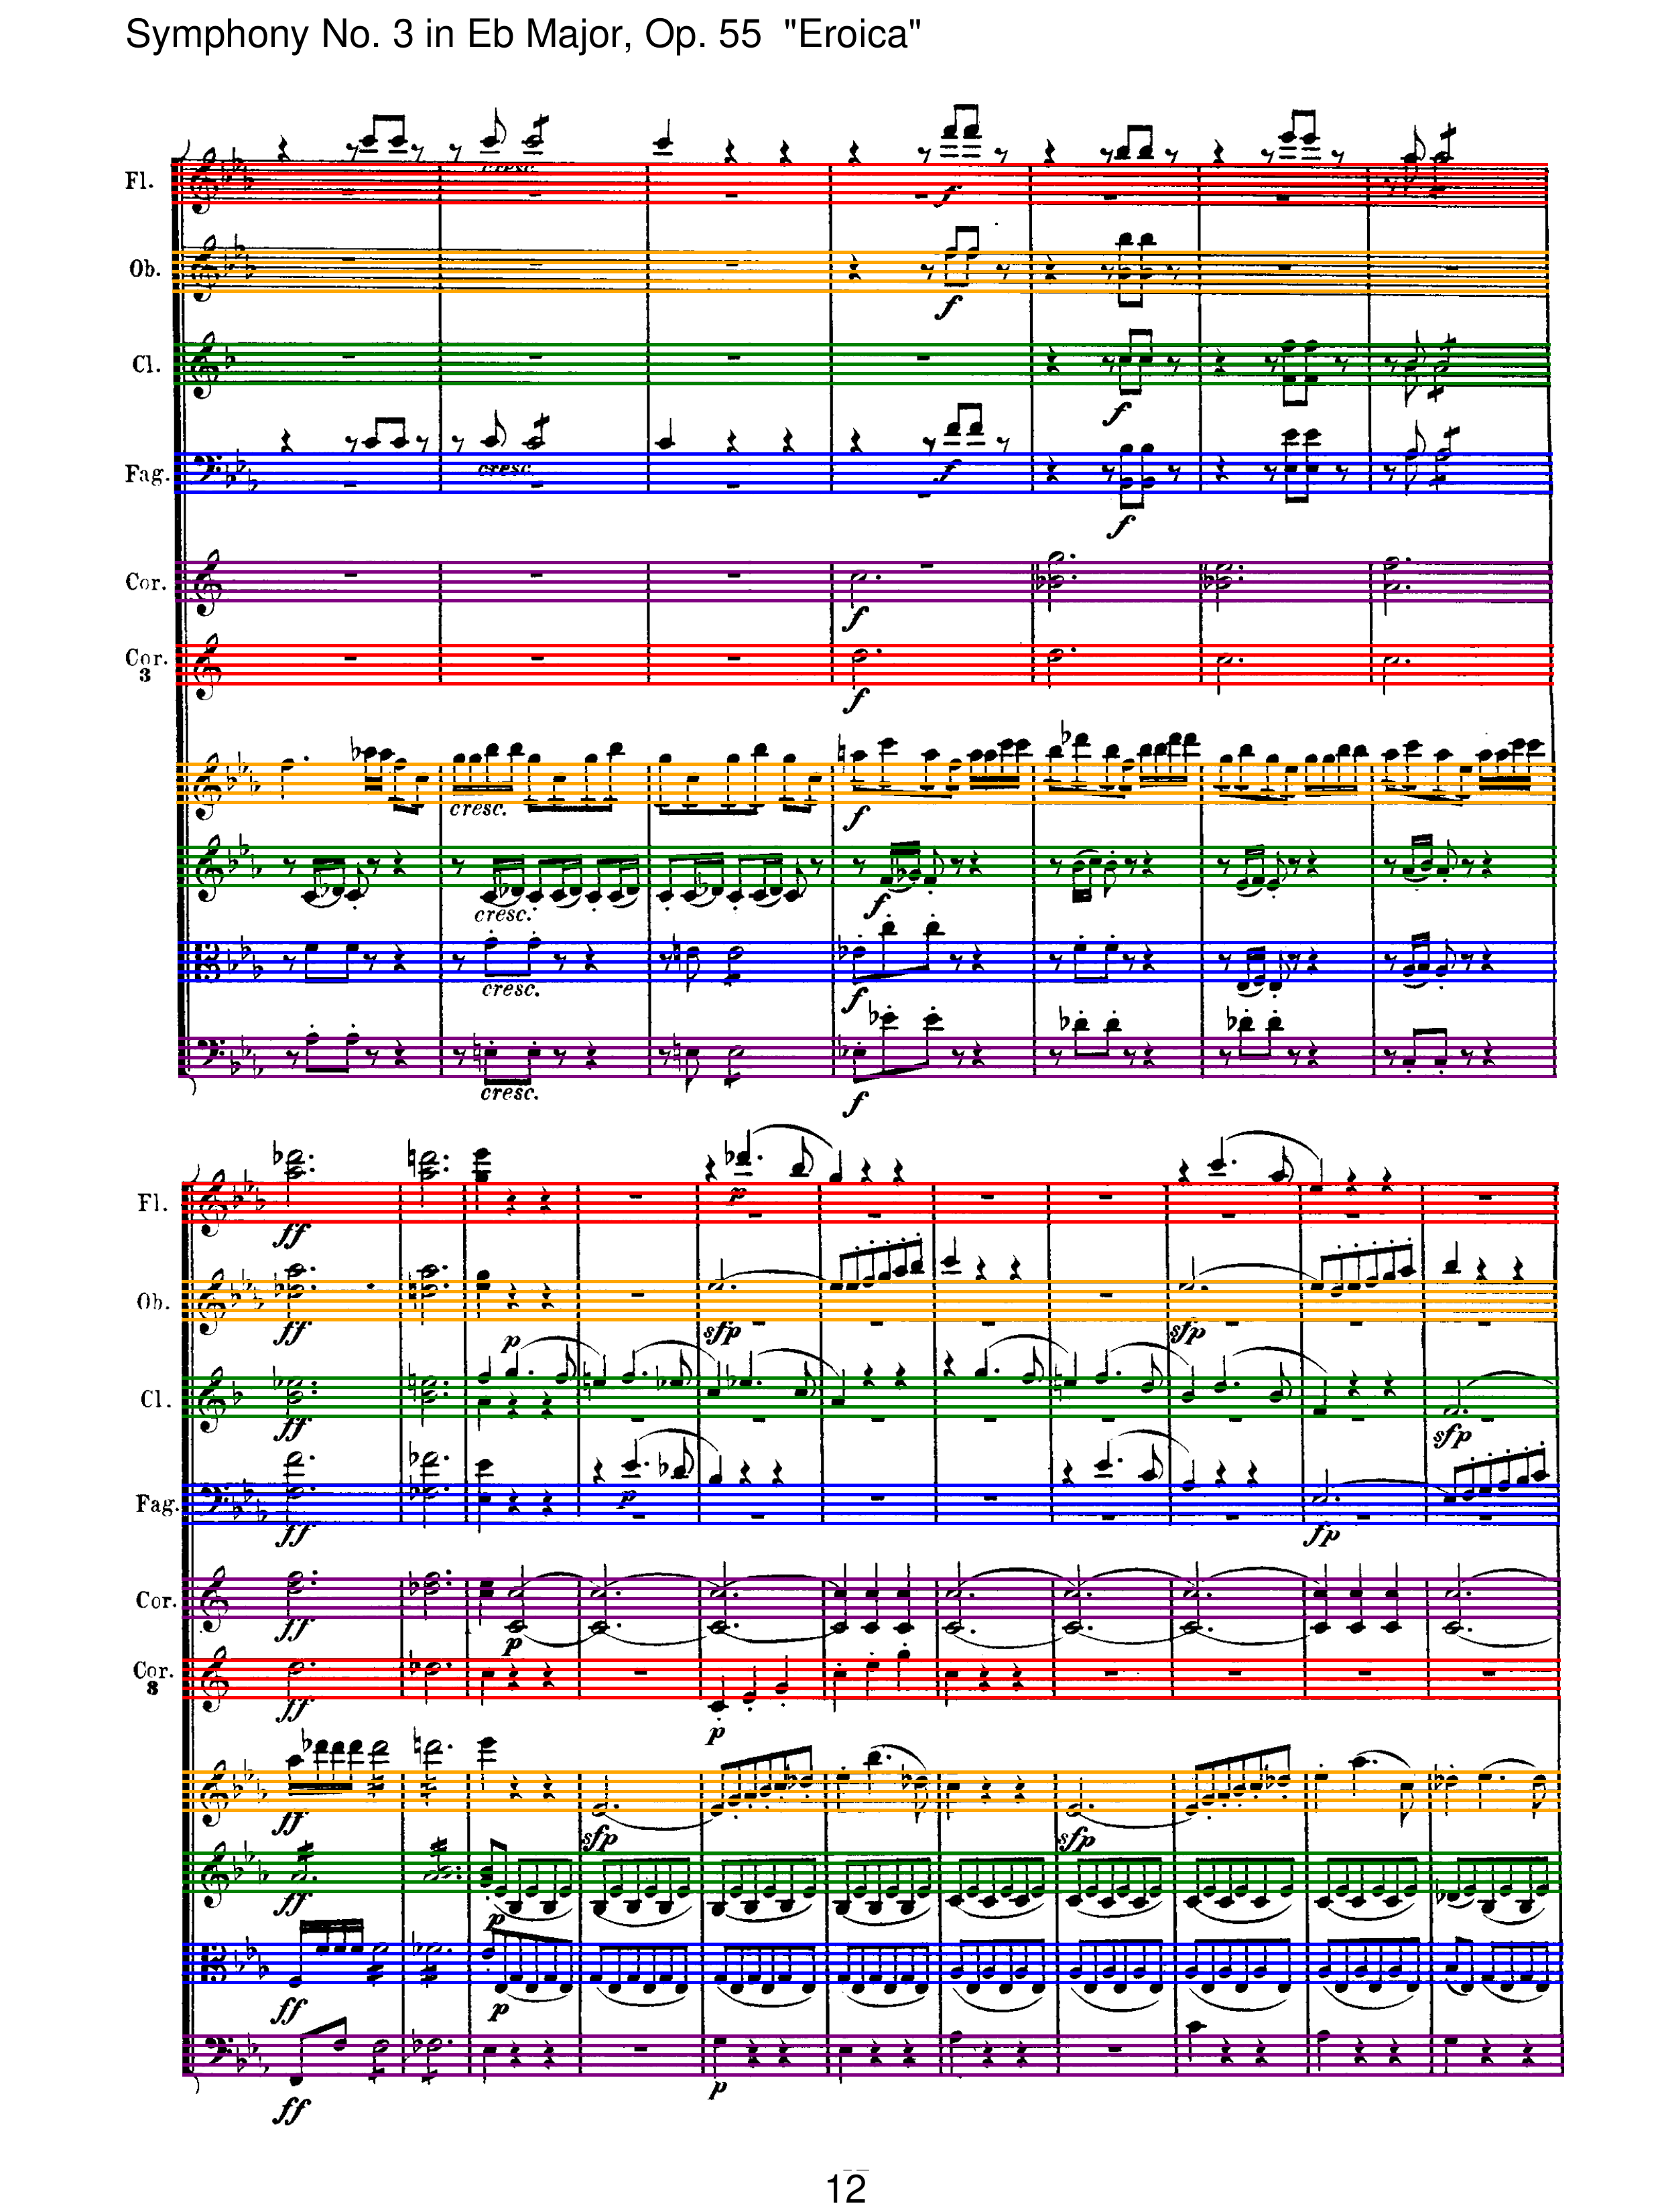 Symphony No. 3 in Eb Major, Op. 55 "Eroica"
Fl.
cresc.
f
Ob.
f
Cl.
f
Fag.
cresc.
f
f
Cor.
f
Cor.
3
f
cresc.
f
cresc.
f
cresc.
f
cresc.
f
Fl.
ff
p
Ob.
ff
sfp
sfp
Cl.
ff
p
sfp
Fag.
ff
p
fp
Cor.
ff
p
Cor.
3
ff
p
ff
sfp
sfp
ff
p
ff
p
ff
p
12